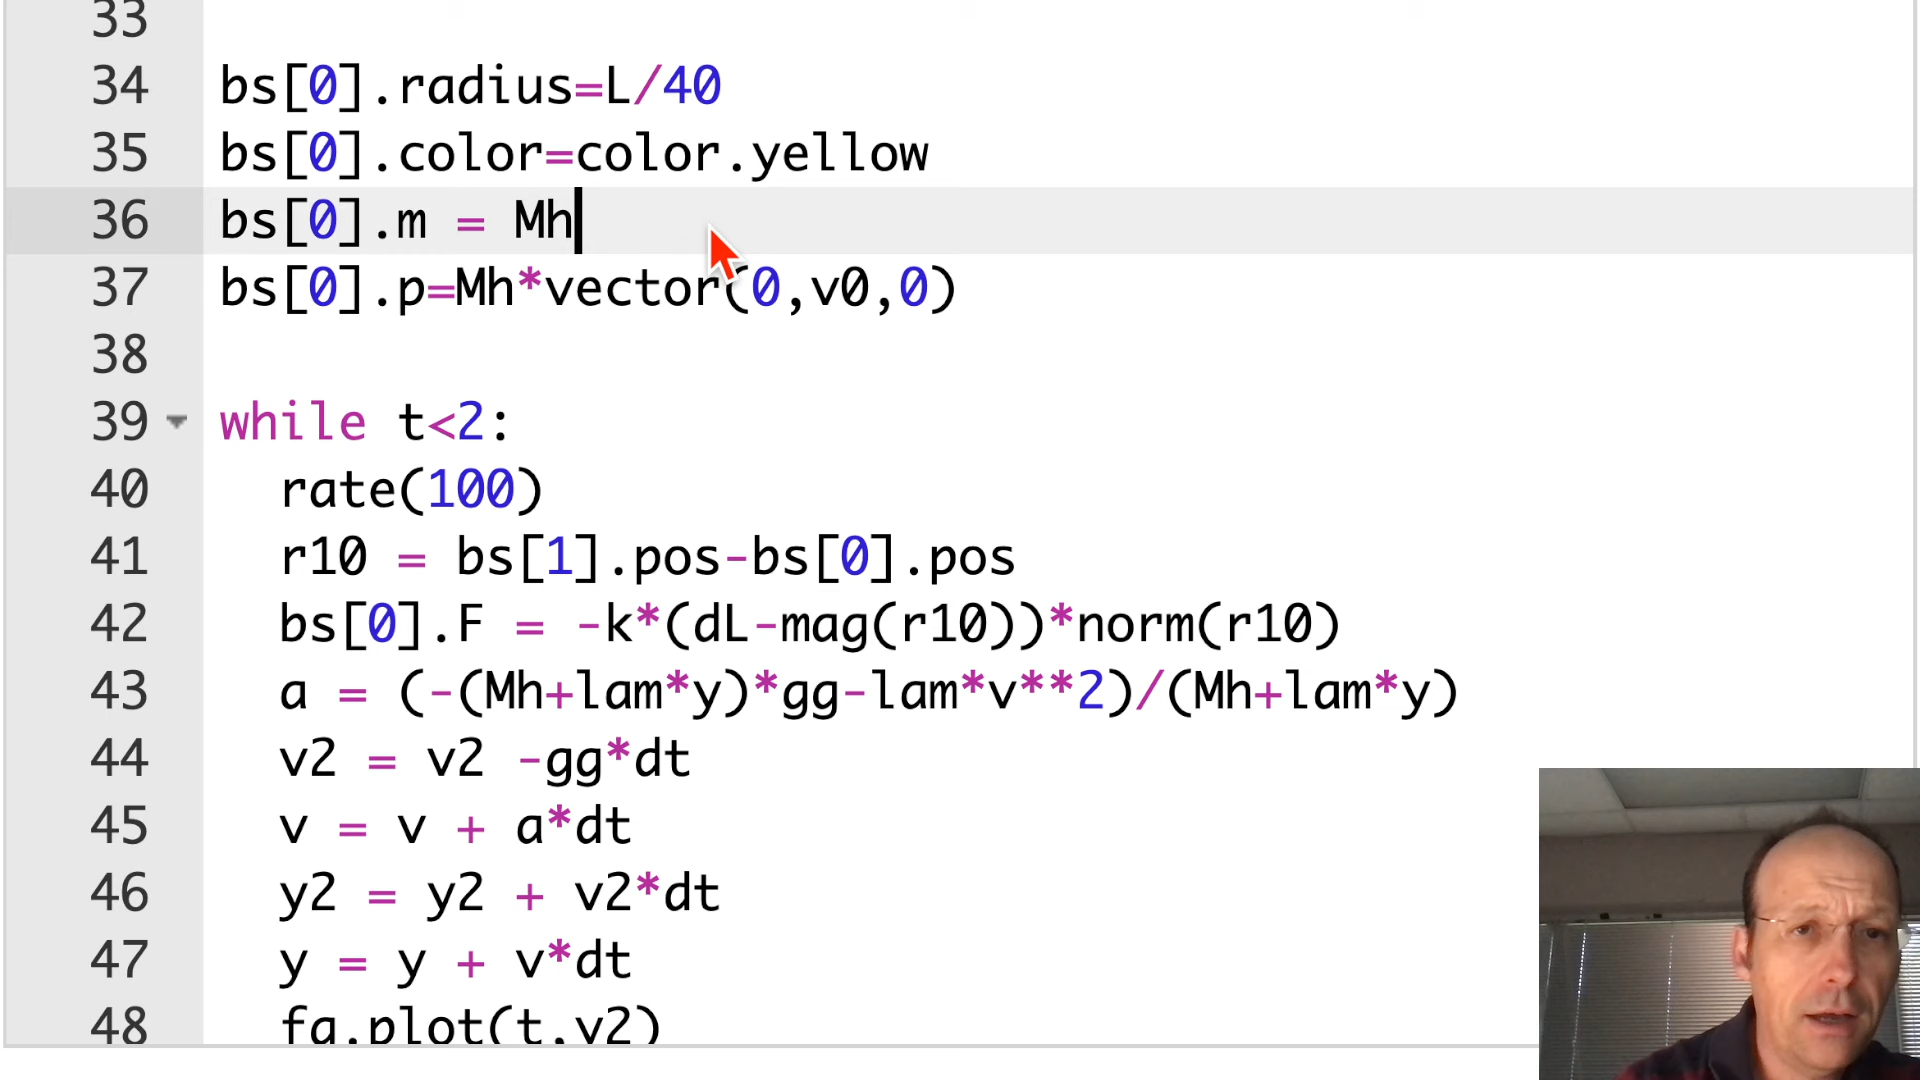 33
34 bs[0].radius=L/40
35 bs[0].color=color.yellow
36 bs[0].m = Mh
37 bs[0].p=Mh*vector(0,v0,0)
38
39 while t<2:
40 rate(100)
41 r10 = bs[1].pos-bs[0].pos
42 bs[0].F = -k*(dL-mag(r10))*norm(r10)
43 a = (-(Mh+lam*y)*gg-lam*v**2)/(Mh+lam*y)
44 v2 = v2 -gg*dt
45 v = v + a*dt
46 y2 = y2 + v2*dt
47 y = y + v*dt
48